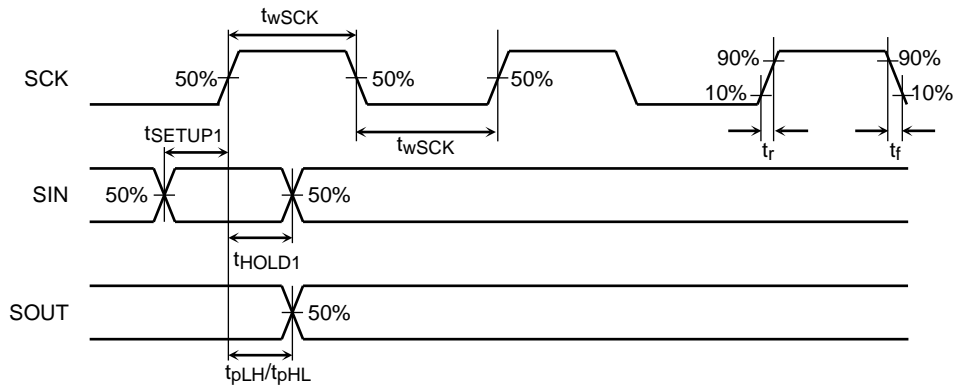 twSCK
SCK 50% 50% 50% 90% 90%
10% 10%
tSETUP1 twSCK tr tf
SIN 50% 50%
tHOLD1
SOUT 50%
tpLH/tpHL